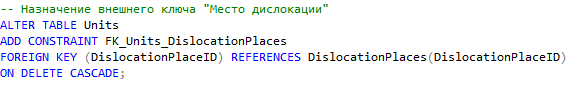 -- Назначение внешнего ключа "Место дислокации"
ALTER TABLE Units
ADD CONSTRAINT FK_Units_DislocationPlaces
FOREIGN KEY (DislocationPlaceID) REFERENCES DislocationPlaces(DislocationPlaceID)
ON DELETE CASCADE;